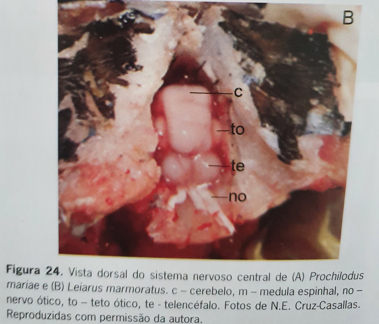 B
c
to
te
no
Figura 24. Vista dorsal do sistema nervoso central de (A) Prochilodus
mariae e (B) Leiarus marmoratus. c – cerebelo, m – medula espinhal, no –
nervo ótico, to – teto ótico, te - telencéfalo. Fotos de N.E. Cruz-Casallas.
Reproduzidas com permissão da autora.